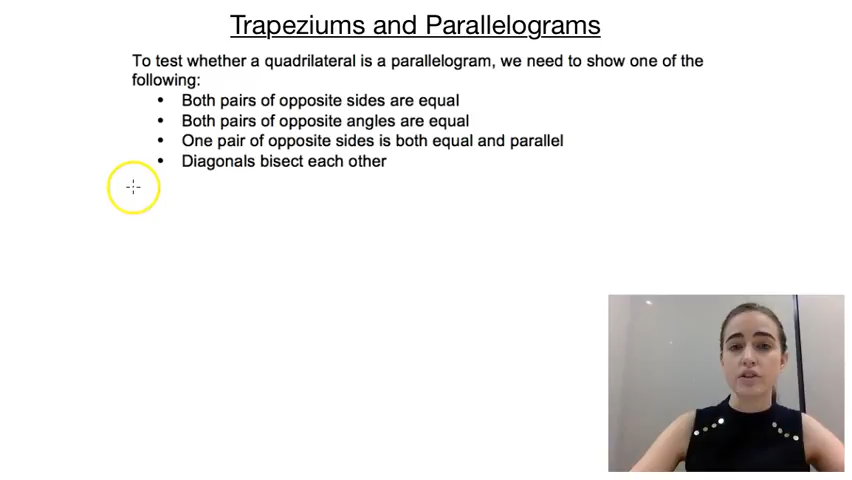 Trapeziums and Parallelograms
To test whether a quadrilateral is a parallelogram, we need to show one of the
following:
• Both pairs of opposite sides are equal
• Both pairs of opposite angles are equal
• One pair of opposite sides is both equal and parallel
• Diagonals bisect each other